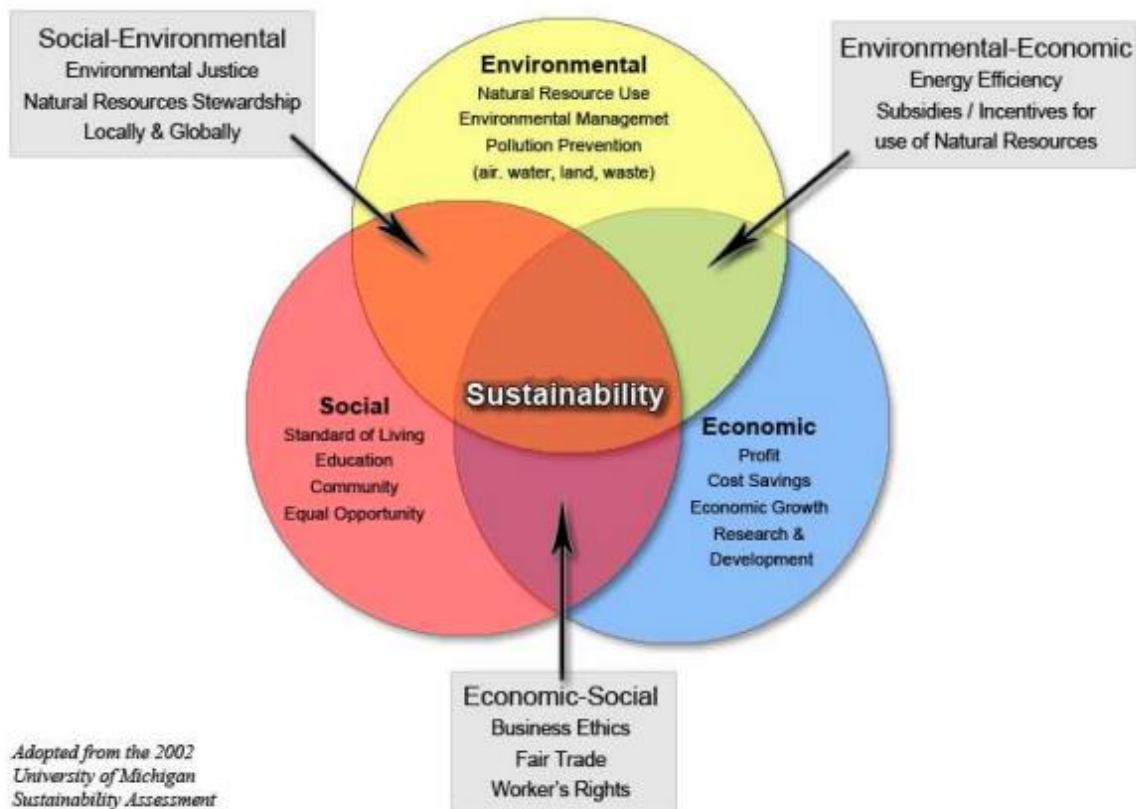 Social-Environmental
Environmental Justice
Natural Resources Stewardship
Locally & Globally
Environmental
Natural Resource Use
Environmental Managemet
Pollution Prevention
(air. water, land, waste)
Environmental-Economic
Energy Efficiency
Subsidies / Incentives for
use of Natural Resources
Sustainability
Social
Standard of Living
Education
Community
Equal Opportunity
Economic
Profit
Cost Savings
Economic Growth
Research &
Development
Economic-Social
Business Ethics
Fair Trade
Worker's Rights
Adopted from the 2002
University of Michigan
Sustainability Assessment